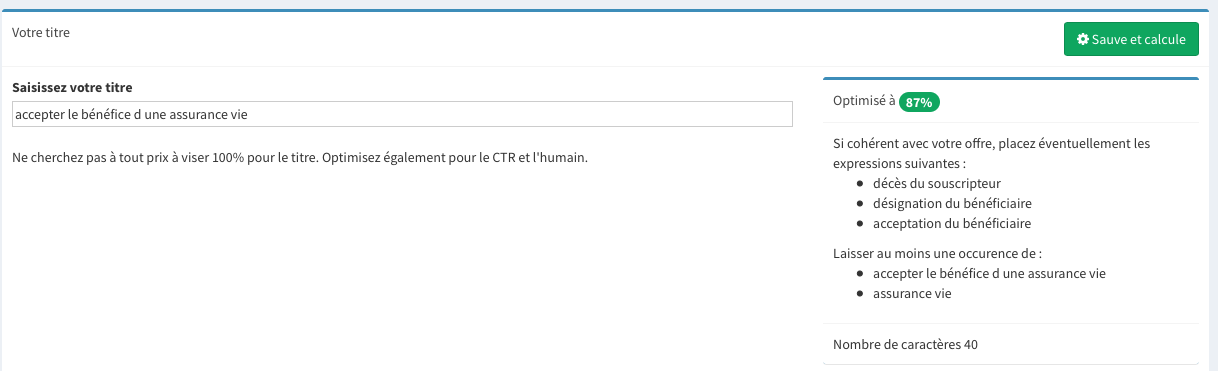 Votre titre
Sauve et calcule
Saisissez votre titre
accepter le bénéfice d une assurance vie
Ne cherchez pas à tout prix à viser 100% pour le titre. Optimisez également pour le CTR et l'humain.
Optimisé à 87%
Si cohérent avec votre offre, placez éventuellement les
expressions suivantes :
décès du souscripteur
désignation du bénéficiaire
acceptation du bénéficiaire
Laisser au moins une occurence de :
accepter le bénéfice d une assurance vie
assurance vie
Nombre de caractères 40